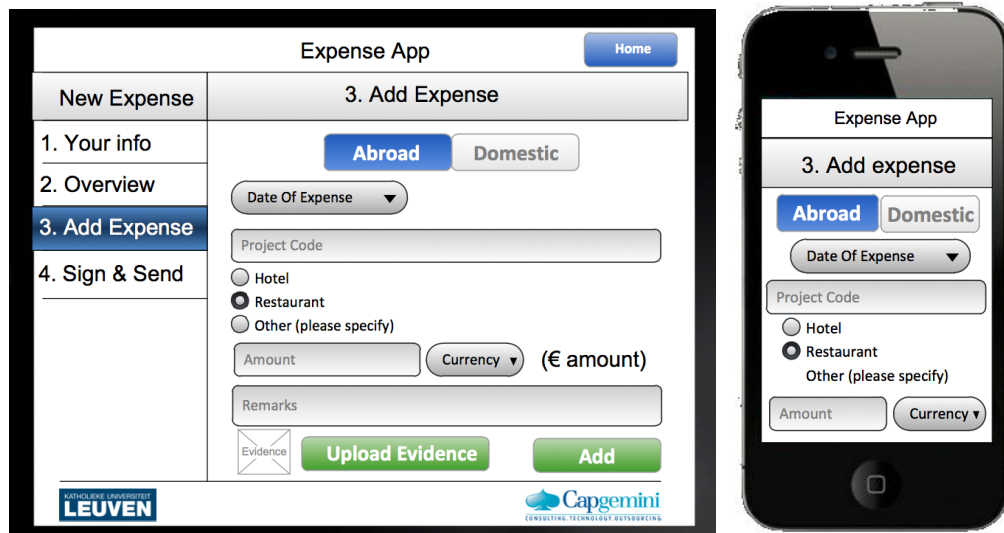 Expense App
Home
New Expense
3. Add Expense
1. Your info
2. Overview
3. Add Expense
4. Sign & Send
Abroad
Domestic
Date Of Expense
Project Code
Hotel
Restaurant
Other (please specify)
Amount
Currency
(€ amount)
Remarks
Evidence
Upload Evidence
Add
KATHOLIEKE UNIVERSITEIT
LEUVEN
Capgemini
CONSULTING.TECHNOLOGY.OUTSOURCING
Expense App
3. Add expense
Abroad
Domestic
Date Of Expense
Project Code
Hotel
Restaurant
Other (please specify)
Amount
Currency